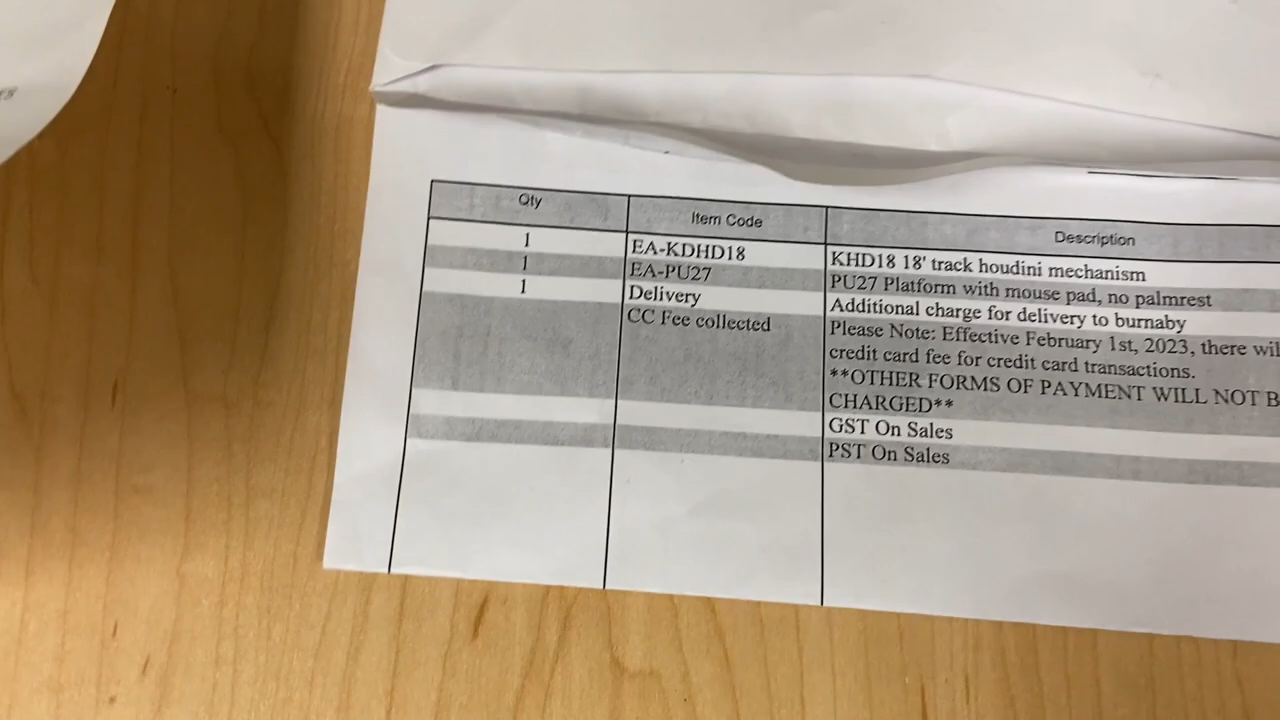 Qty Item Code Description
1 EA-KDHD18 KHD18 18' track houdini mechanism
1 EA-PU27 PU27 Platform with mouse pad, no palmrest
1 Delivery Additional charge for delivery to burnaby
CC Fee collected Please Note: Effective February 1st, 2023, there
credit card fee for credit card transactions.
**OTHER FORMS OF PAYMENT WILL NOT
CHARGED**
GST On Sales
PST On Sales